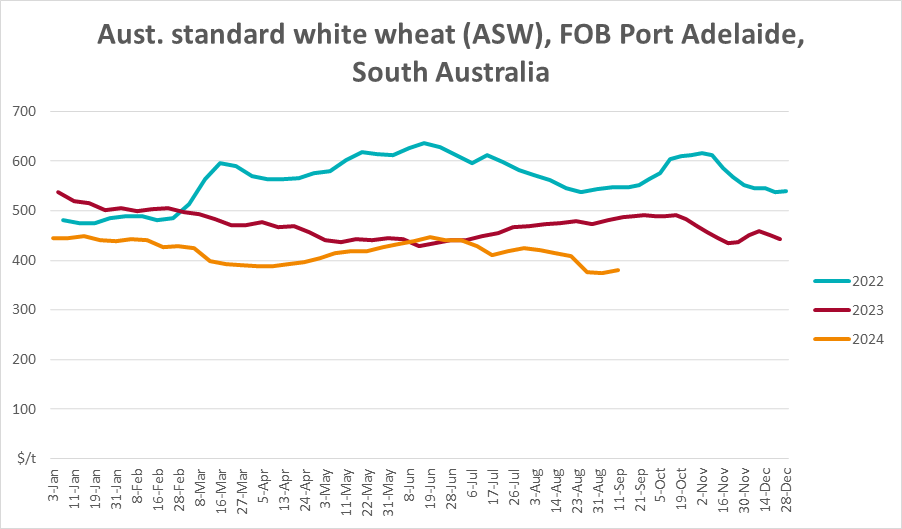 Aust. standard white wheat (ASW), FOB Port Adelaide,
South Australia
700
600
500
400
300
200
100
$/t
3-Jan
11-Jan
19-Jan
31-Jan
8-Feb
16-Feb
28-Feb
8-Mar
16-Mar
27-Mar
5-Apr
13-Apr
24-Apr
3-May
11-May
22-May
31-May
8-Jun
19-Jun
28-Jun
6-Jul
17-Jul
26-Jul
3-Aug
14-Aug
23-Aug
31-Aug
11-Sep
22-Sep
5-Oct
19-Oct
2-Nov
16-Nov
30-Nov
14-Dec
28-Dec
2022
2023
2024